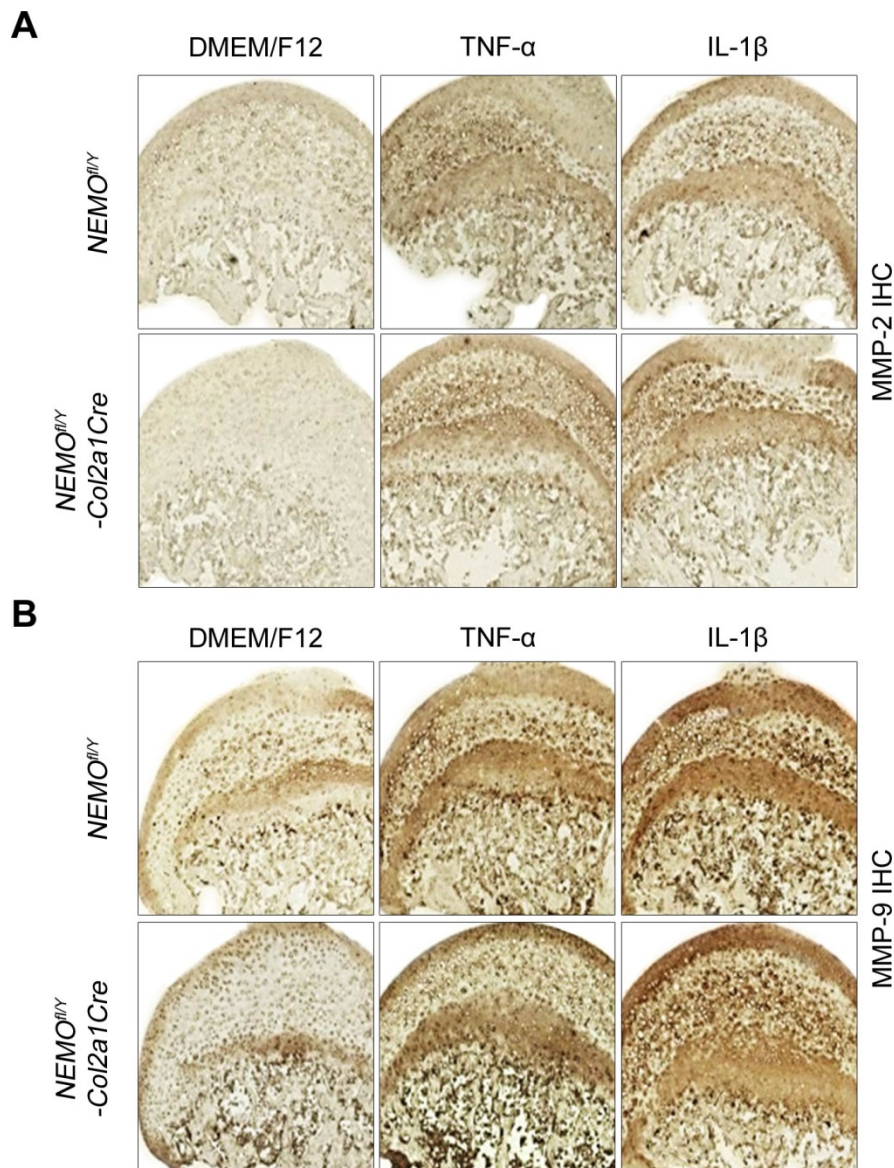 A
DMEM/F12 TNF-α IL-1β
NEMOfl/Y
NEMOfl/Y
-Col2a1Cre
MMP-2 IHC
B
DMEM/F12 TNF-α IL-1β
NEMOfl/Y
NEMOfl/Y
-Col2a1Cre
MMP-9 IHC